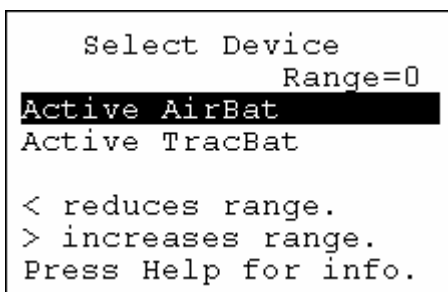 Select Device
Range=0
Active AirBat
Active TracBat
< reduces range.
> increases range.
Press Help for info.